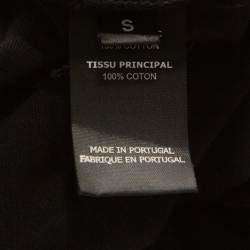 S
100% COTTON
TISSU PRINCIPAL
100% COTON
MADE IN PORTUGAL
FABRIQUE EN PORTUGAL